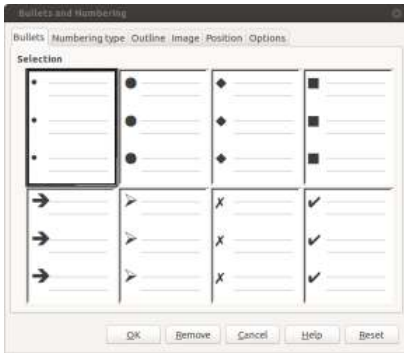 Bullets and Numbering
Bullets Numbering type Outline Image Position Options
Selection
OK Remove Cancel Help Reset